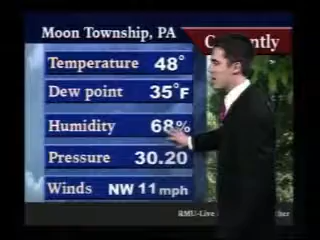 Moon Township, PA
Temperature 48°
Dew point 35°F
Humidity 68%
Pressure 30.20
Winds NW 11 mph
RMU-Live